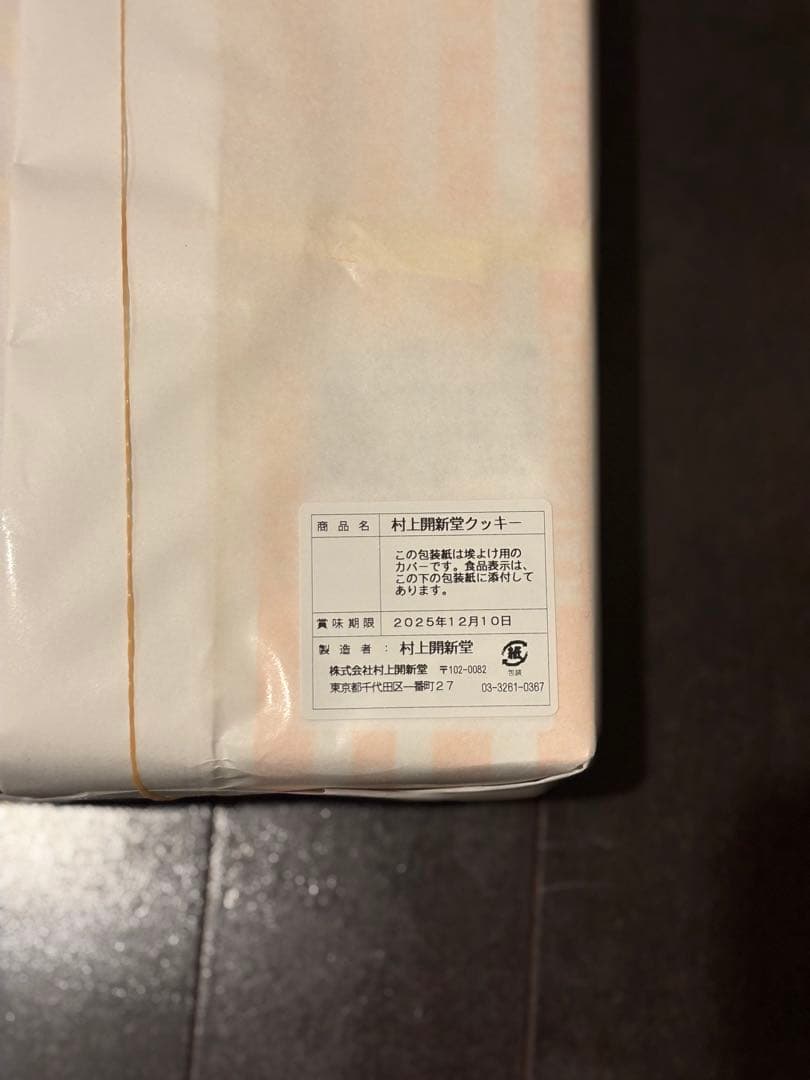 商品名 村上開新堂クッキー
この包装紙は埃よけ用の
カバーです。食品表示は、
この下の包装紙に添付して
あります。
賞味期限 2025年12月10日
製造者： 村上開新堂
株式会社村上開新堂 〒102-0082
東京都千代田区一番町27 03-3261-0367
紙
包装